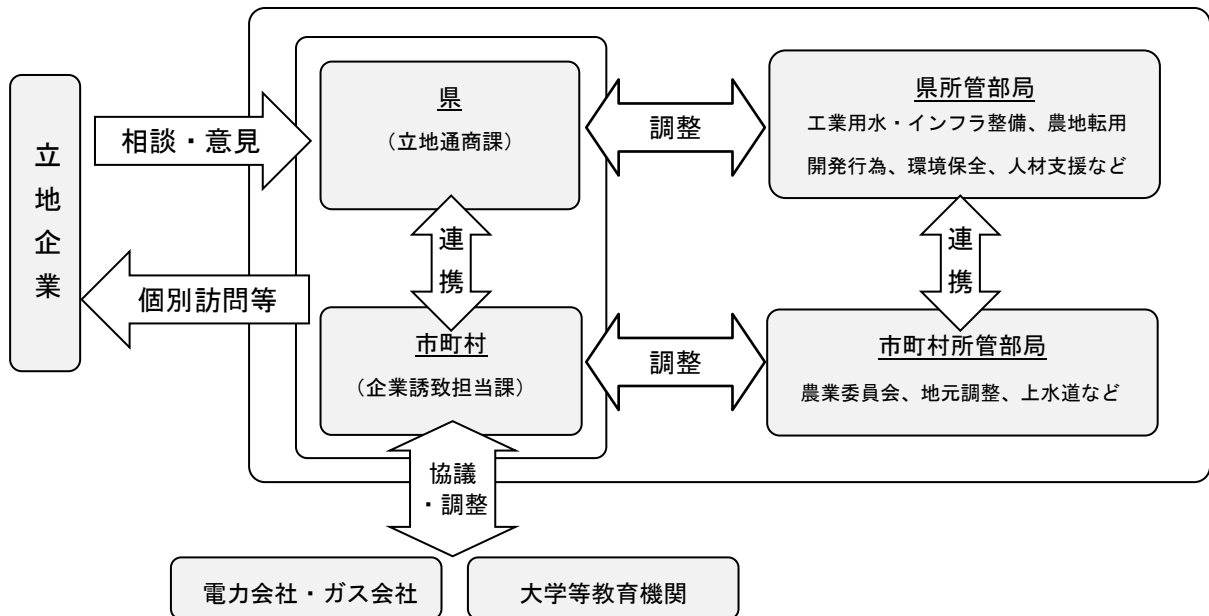 立地企業
相談・意見
個別訪問等
県
（立地通商課）
連携
市町村
（企業誘致担当課）
調整
調整
県所管部局
工業用水・インフラ整備、農地転用
開発行為、環境保全、人材支援など
連携
市町村所管部局
農業委員会、地元調整、上水道など
協議
・調整
電力会社・ガス会社
大学等教育機関